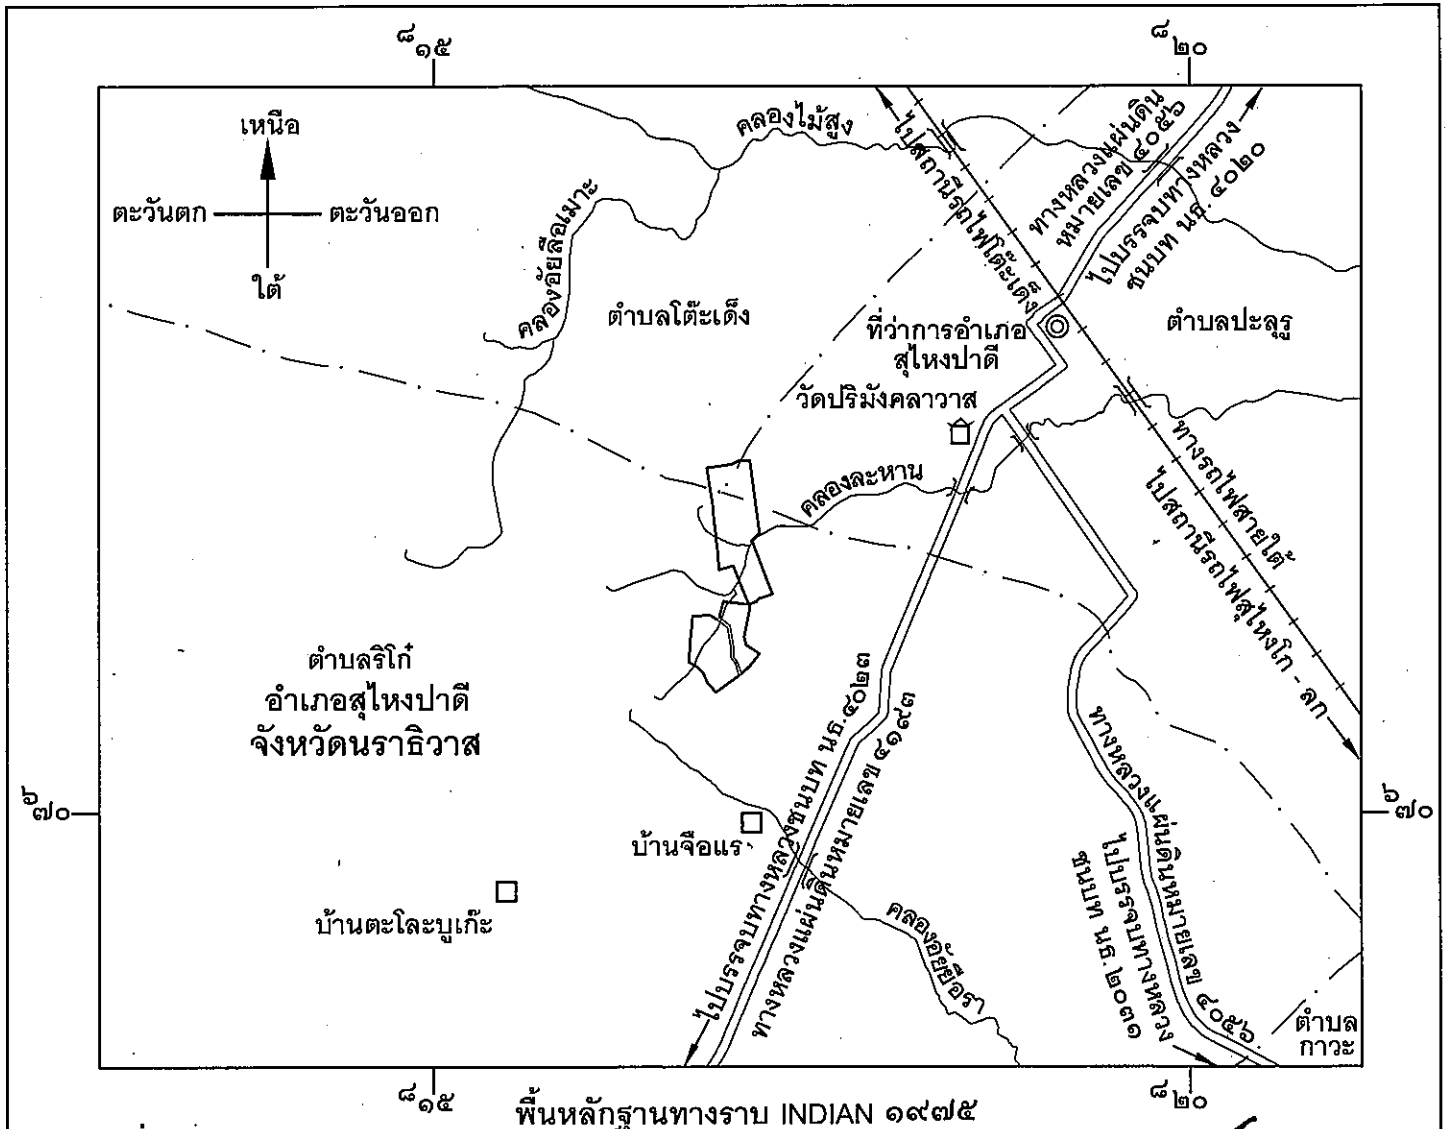 ๘๑๕
๘๒๐
เหนือ
ตะวันตก
ตะวันออก
ใต้
คลองไม้สูง
คลองอัยลือเมาะ
ไปสถานีรถไฟโต๊ะเด็ง
ทางหลวงแผ่นดิน
หมายเลข ๔๐๕๖
ไปบรรจบทางหลวง
ชนบท นธ. ๔๐๒๐
ตำบลโต๊ะเด็ง
ที่ว่าการอำเภอ
สุไหงปาดี
ตำบลปะลุรู
วัดปริมังคลาวาส
คลองละหาน
ทางรถไฟสายใต้
ไปสถานีรถไฟสุไหงโก - ลก
ตำบลริโก๋
อำเภอสุไหงปาดี
จังหวัดนราธิวาส
๖๗๐
๖๗๐
บ้านจือแร
บ้านตะโละบูเก๊ะ
ไปบรรจบทางหลวงชนบท นธ. ๔๐๒๓
ทางหลวงแผ่นดินหมายเลข ๔๑๙๓
ทางหลวงแผ่นดินหมายเลข ๔๐๕๖
ไปบรรจบทางหลวง
ชนบท นธ. ๒๐๓๑
คลองอัยยือรา
ตำบล
กาวะ
๘๑๕
๘๒๐
พื้นหลักฐานทางราบ INDIAN ๑๙๗๕